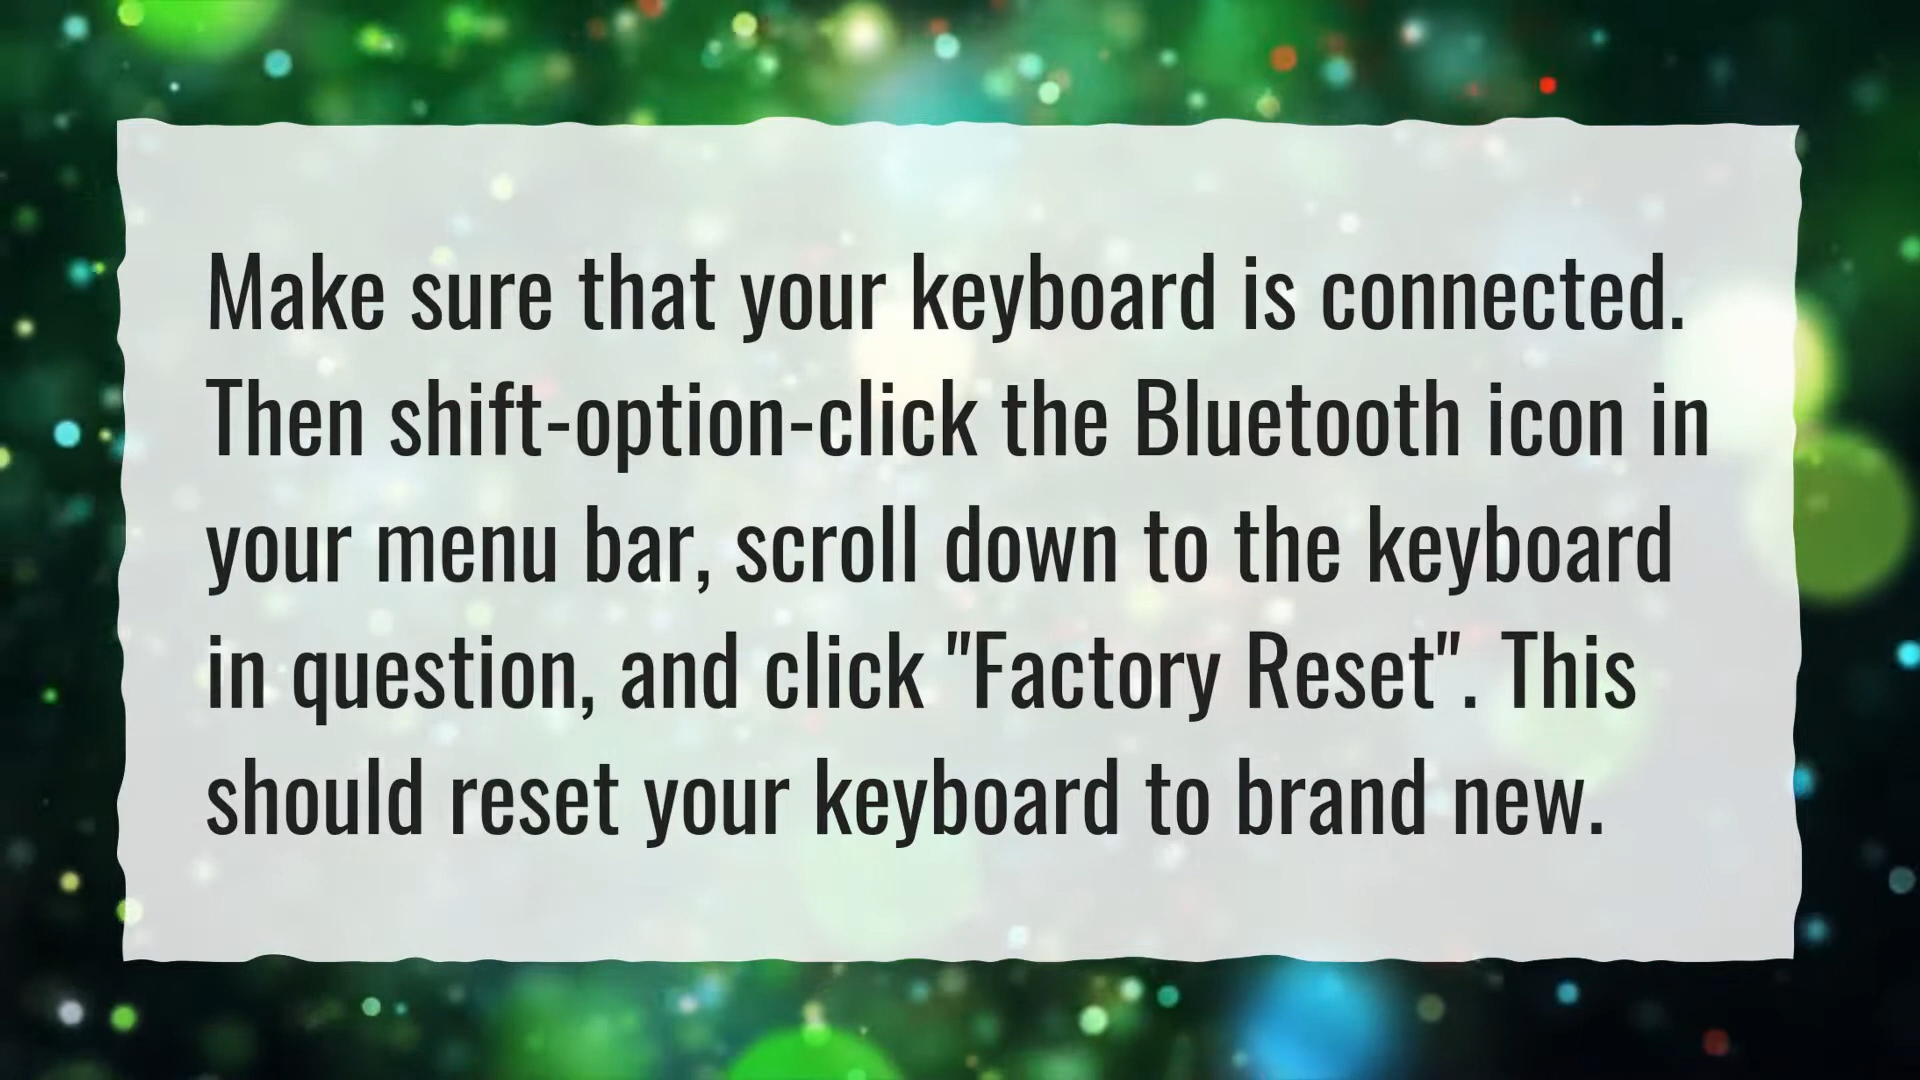 Make sure that your keyboard is connected.
Then shift-option-click the Bluetooth icon in
your menu bar, scroll down to the keyboard
in question, and click "Factory Reset". This
should reset your keyboard to brand new.